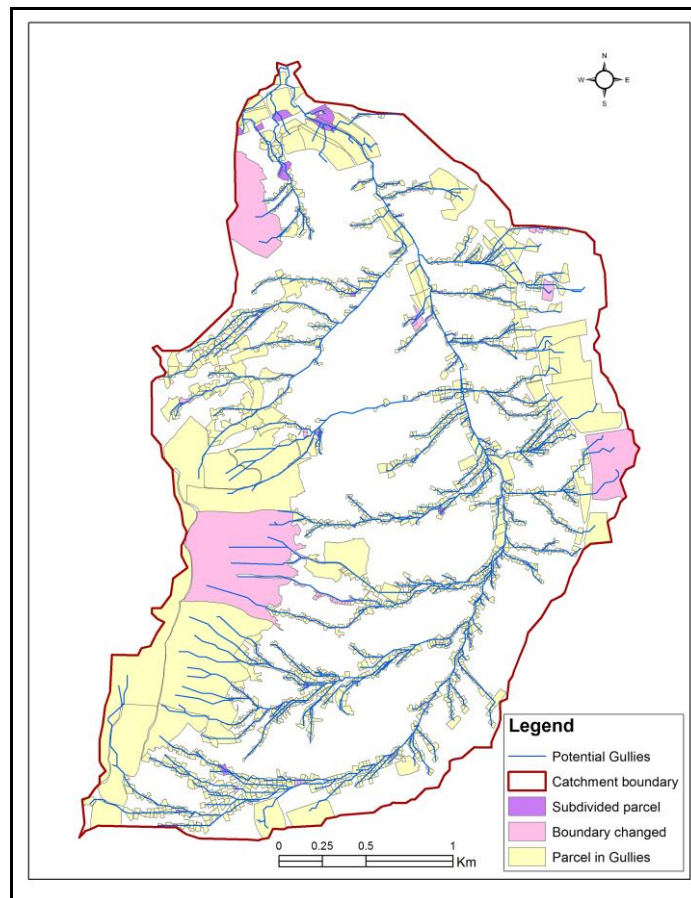 N
W E
S
Legend
Potential Gullies
Catchment boundary
Subdivided parcel
Boundary changed
Parcel in Gullies
0 0.25 0.5 1
Km